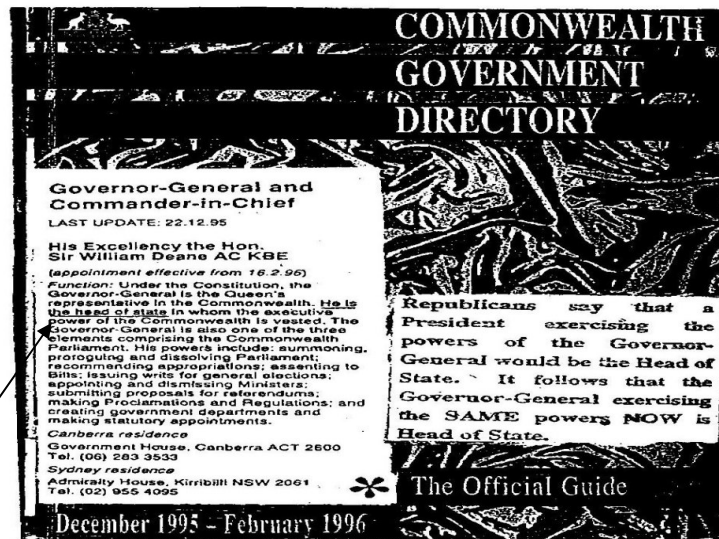 COMMONWEALTH
GOVERNMENT
DIRECTORY
Governor-General and
Commander-in-Chief
LAST UPDATE: 22.12.95
His Excellency the Hon.
Sir William Deane AC KBE
(appointment effective from 16.2.96)
Function: Under the Constitution, the
Governor-General is the Queen's
representative in the Commonwealth. He is
the head of state in whom the executive
power of the Commonwealth is vested. The
Governor-General is also one of the three
elements comprising the Commonwealth
Parliament. His powers include: summoning,
proroguing and dissolving Parliament;
recommending appropriations; assenting to
Bills; issuing writs for general elections;
appointing and dismissing Ministers;
submitting proposals for referendums;
making Proclamations and Regulations; and
creating government departments and
making statutory appointments.
Canberra residence
Government House, Canberra ACT 2600
Tel. (06) 283 3533
Sydney residence
Admiralty House, Kirribilli NSW 2061
Tel. (02) 955 4095
Republicans say that a
President exercising the
powers of the Governor-
General would be the Head of
State. It follows that the
Governor-General exercising
the SAME powers NOW is
Head of State.
The Official Guide
December 1995 – February 1996